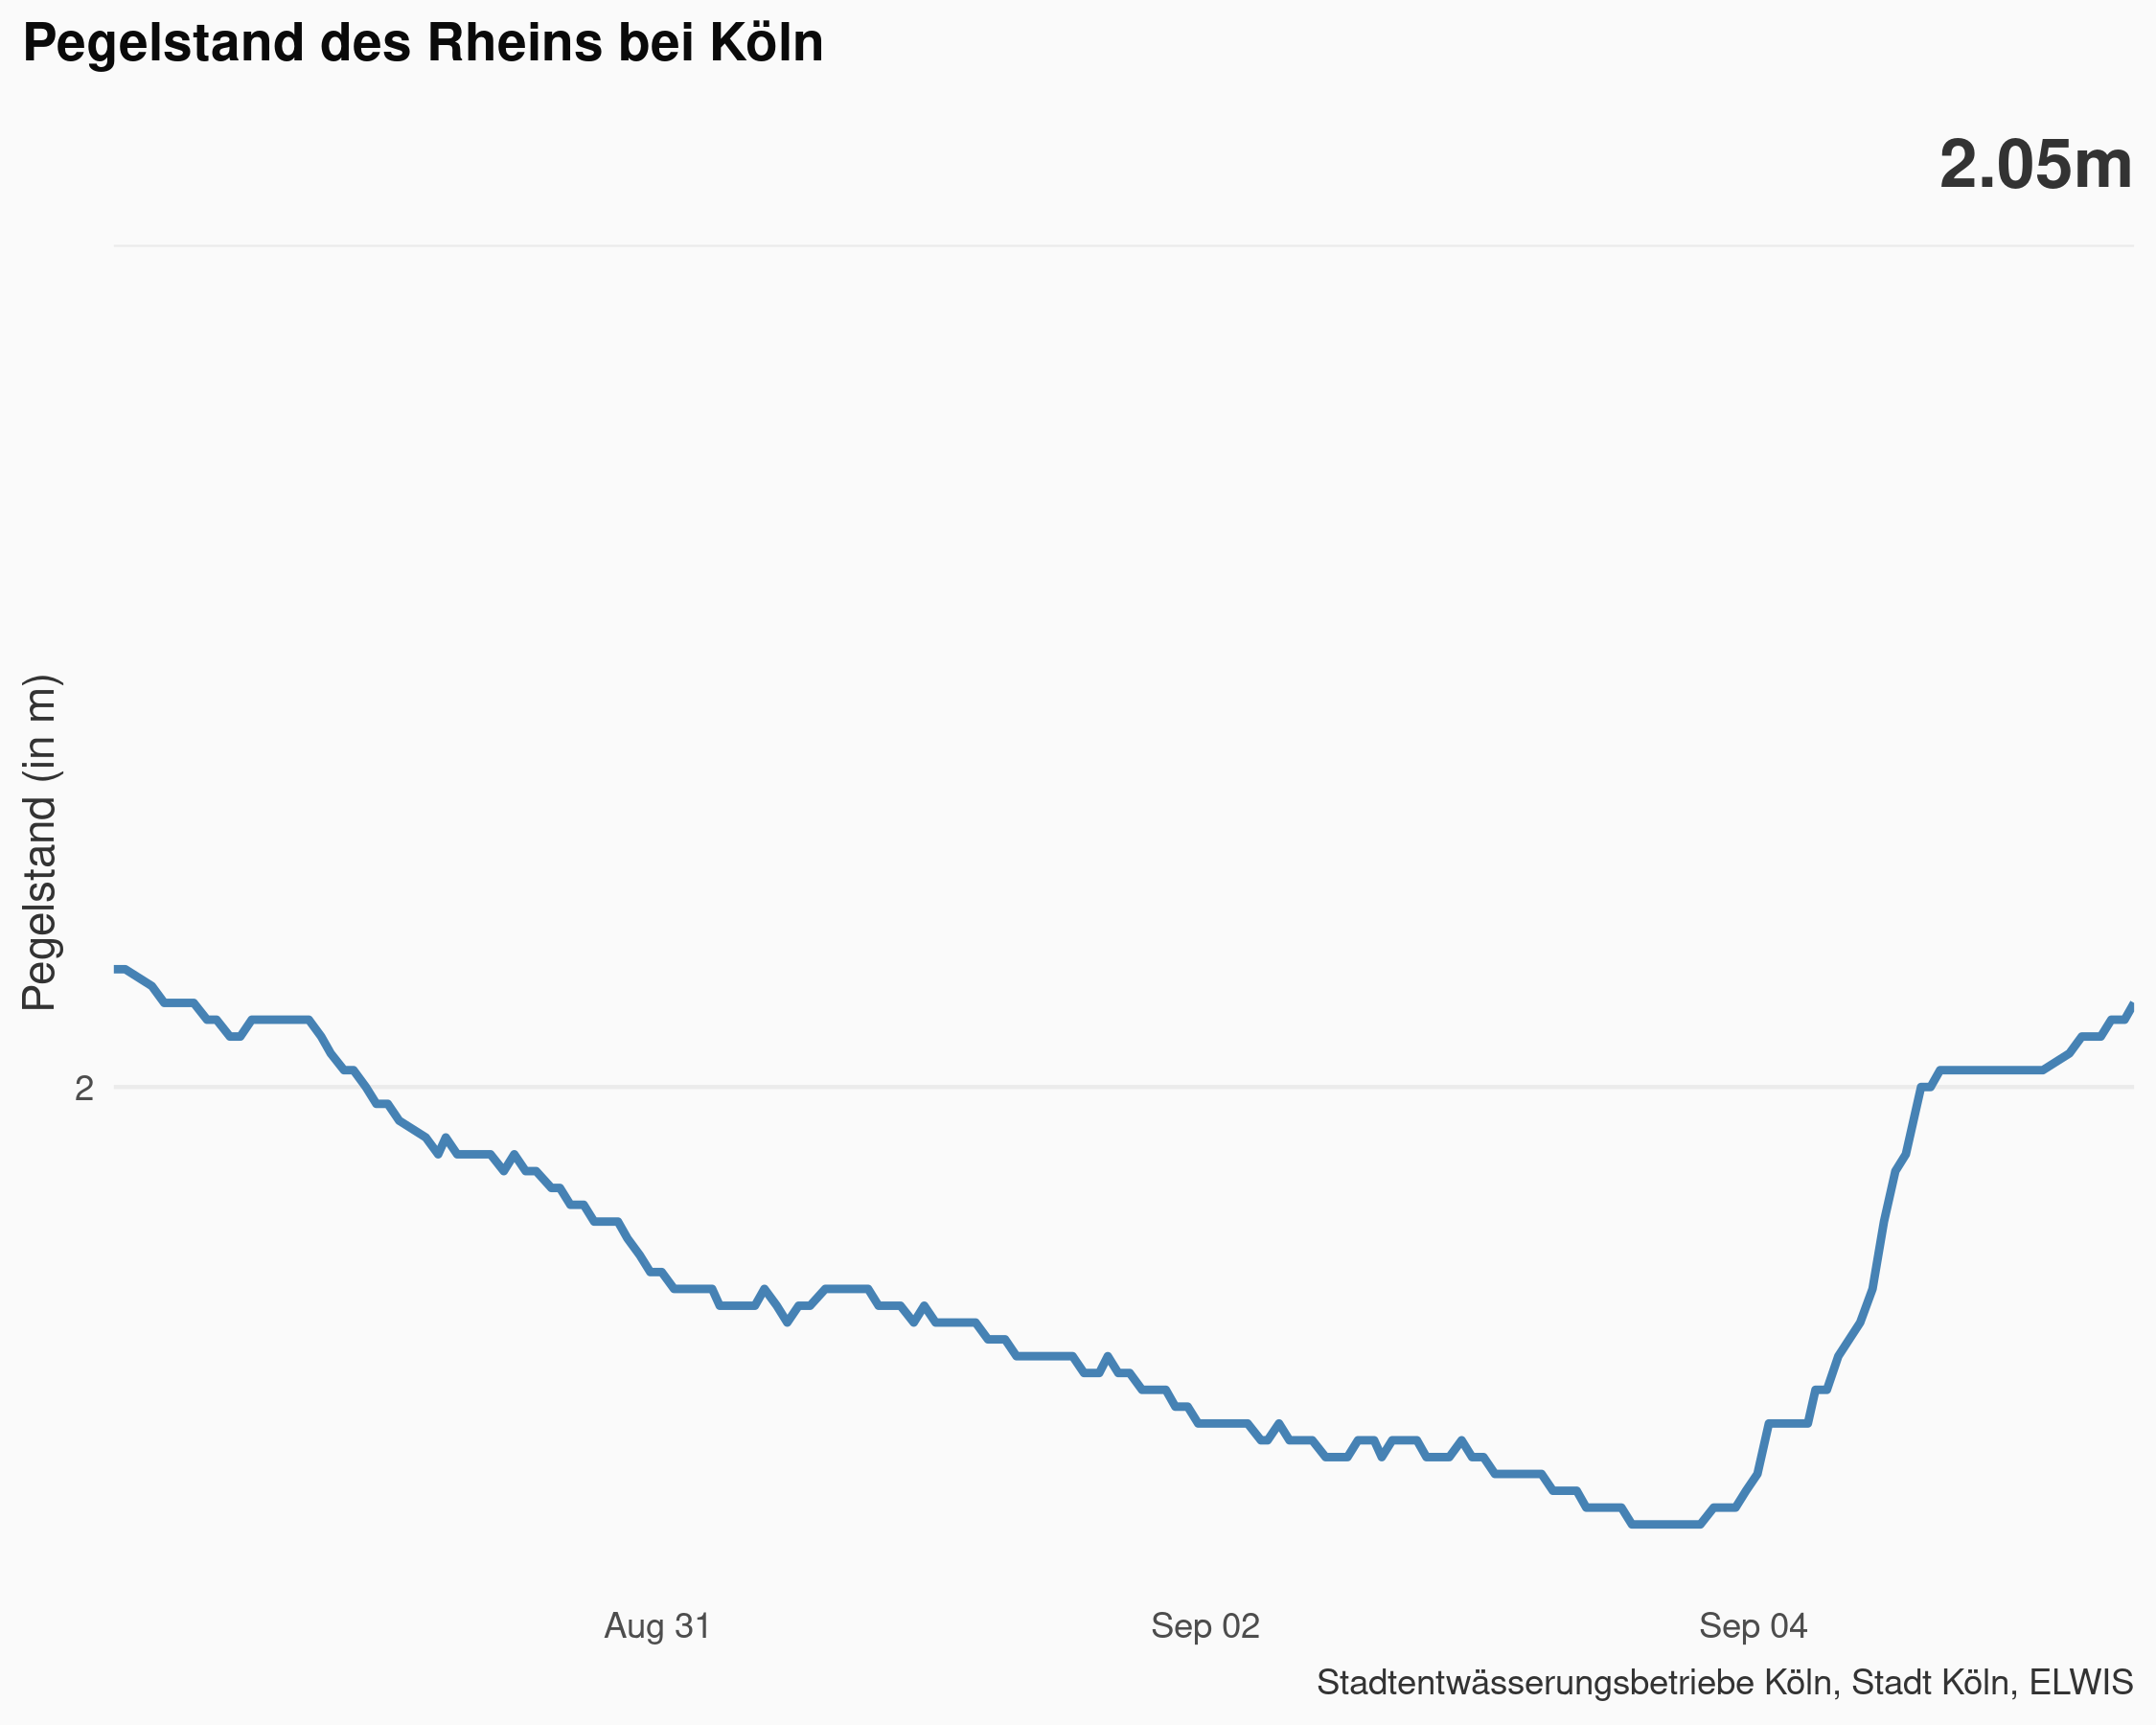 Pegelstand des Rheins bei Köln
2.05m
Pegelstand (in m)
2
Aug 31
Sep 02
Sep 04
Stadtentwässerungsbetriebe Köln, Stadt Köln, ELWIS